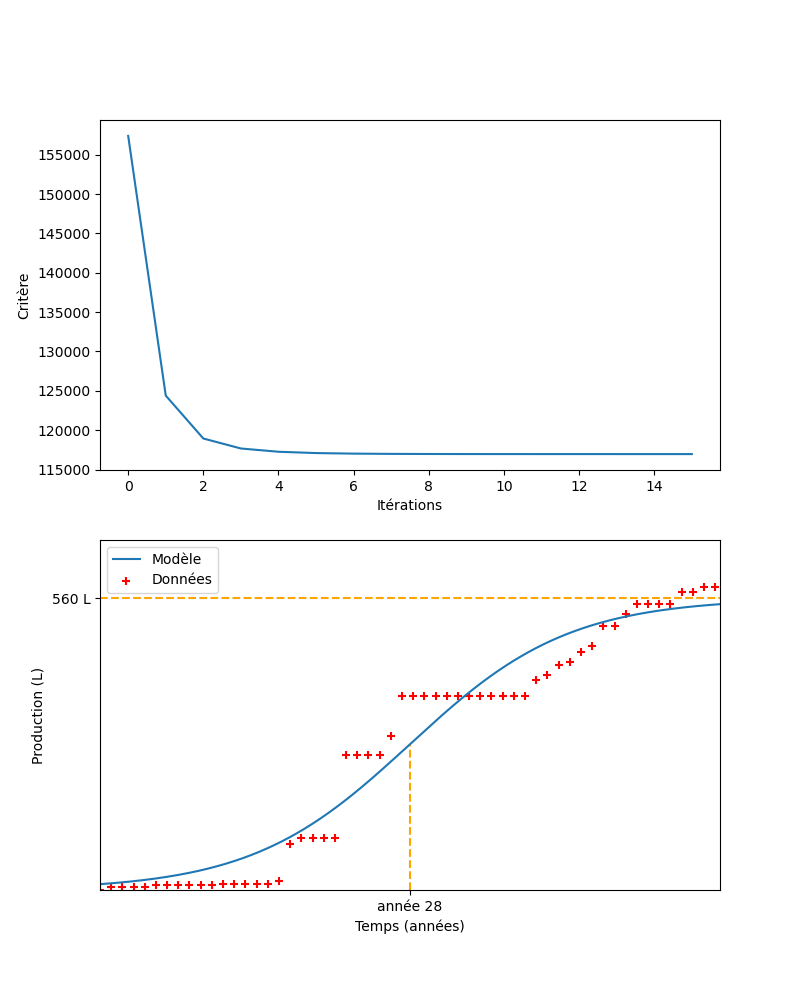 155000
150000
145000
140000
135000
130000
125000
120000
115000
Critère
0 2 4 6 8 10 12 14
Itérations
Modèle
Données
560 L
Production (L)
année 28
Temps (années)